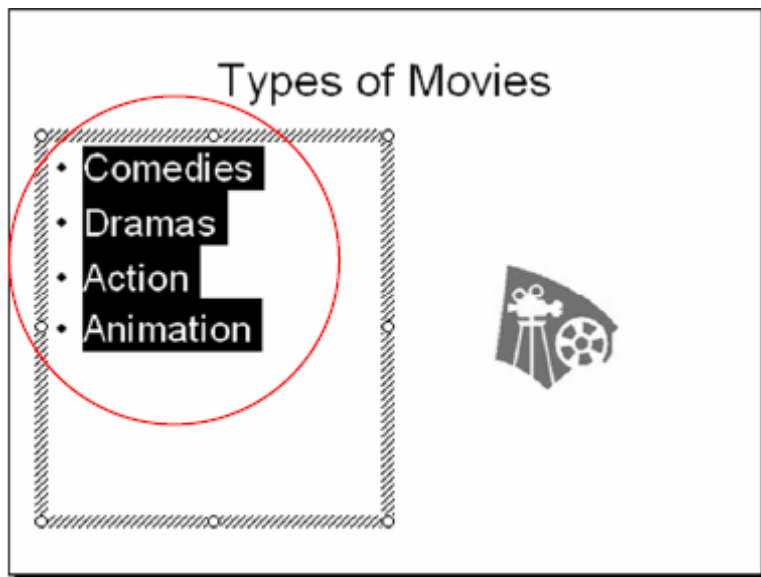 Types of Movies
• Comedies
• Dramas
• Action
• Animation